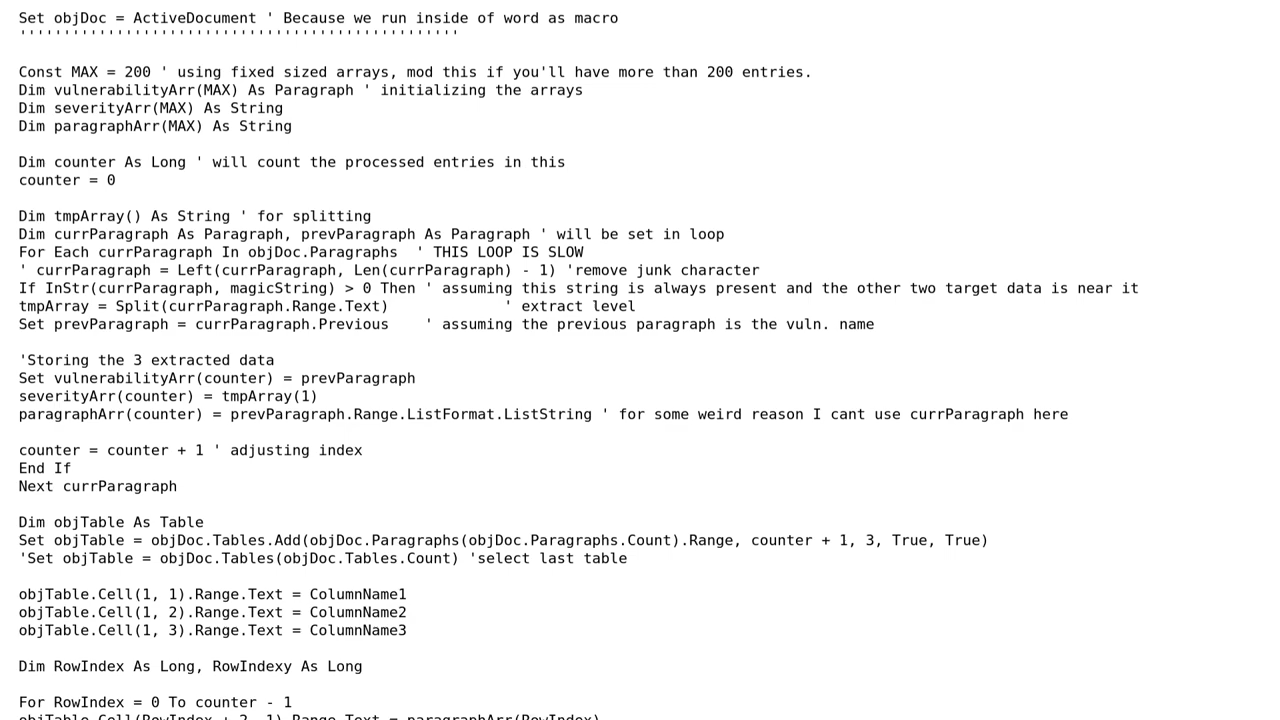 Set objDoc = ActiveDocument ' Because we run inside of word as macro
''''''''''''''''''''''''''''''''''''''''''''''''''
Const MAX = 200 ' using fixed sized arrays, mod this if you'll have more than 200 entries.
Dim vulnerabilityArr(MAX) As Paragraph ' initializing the arrays
Dim severityArr(MAX) As String
Dim paragraphArr(MAX) As String
Dim counter As Long ' will count the processed entries in this
counter = 0
Dim tmpArray() As String ' for splitting
Dim currParagraph As Paragraph, prevParagraph As Paragraph ' will be set in loop
For Each currParagraph In objDoc.Paragraphs  ' THIS LOOP IS SLOW
' currParagraph = Left(currParagraph, Len(currParagraph) - 1) 'remove junk character
If InStr(currParagraph, magicString) > 0 Then ' assuming this string is always present and the other two target data is near it
tmpArray = Split(currParagraph.Range.Text)             ' extract level
Set prevParagraph = currParagraph.Previous    ' assuming the previous paragraph is the vuln. name
'Storing the 3 extracted data
Set vulnerabilityArr(counter) = prevParagraph
severityArr(counter) = tmpArray(1)
paragraphArr(counter) = prevParagraph.Range.ListFormat.ListString ' for some weird reason I cant use currParagraph here
counter = counter + 1 ' adjusting index
End If
Next currParagraph
Dim objTable As Table
Set objTable = objDoc.Tables.Add(objDoc.Paragraphs(objDoc.Paragraphs.Count).Range, counter + 1, 3, True, True)
'Set objTable = objDoc.Tables(objDoc.Tables.Count) 'select last table
objTable.Cell(1, 1).Range.Text = ColumnName1
objTable.Cell(1, 2).Range.Text = ColumnName2
objTable.Cell(1, 3).Range.Text = ColumnName3
Dim RowIndex As Long, RowIndexy As Long
For RowIndex = 0 To counter - 1
objTable.Cell(RowIndex + 2, 1).Range.Text = paragraphArr(RowIndex)